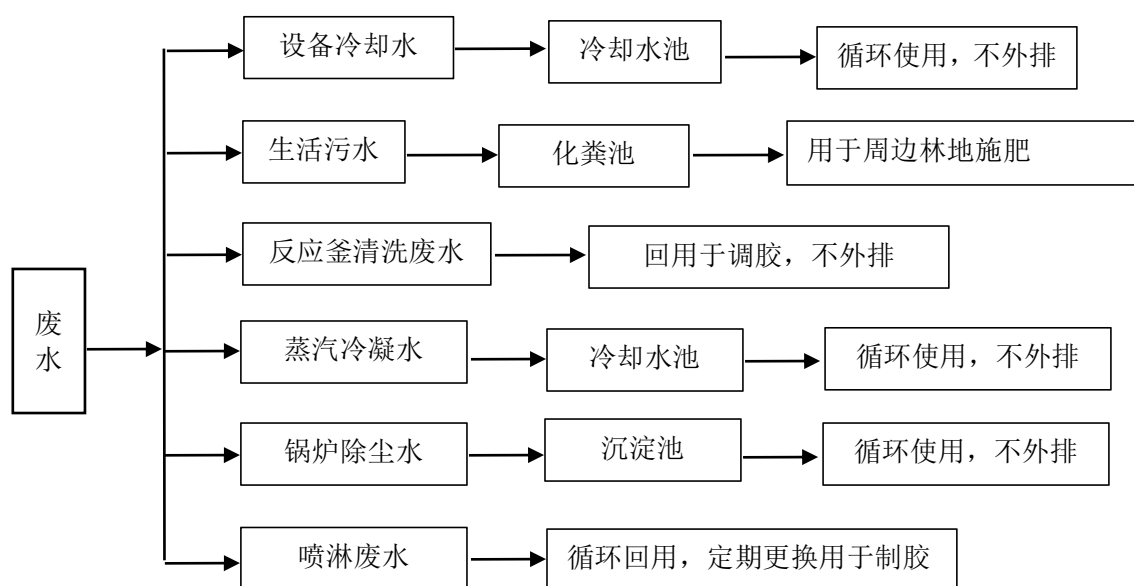 设备冷却水
冷却水池
循环使用，不外排
生活污水
化粪池
用于周边林地施肥
反应釜清洗废水
回用于调胶，不外排
废
水
蒸汽冷凝水
冷却水池
循环使用，不外排
锅炉除尘水
沉淀池
循环使用，不外排
喷淋废水
循环回用，定期更换用于制胶